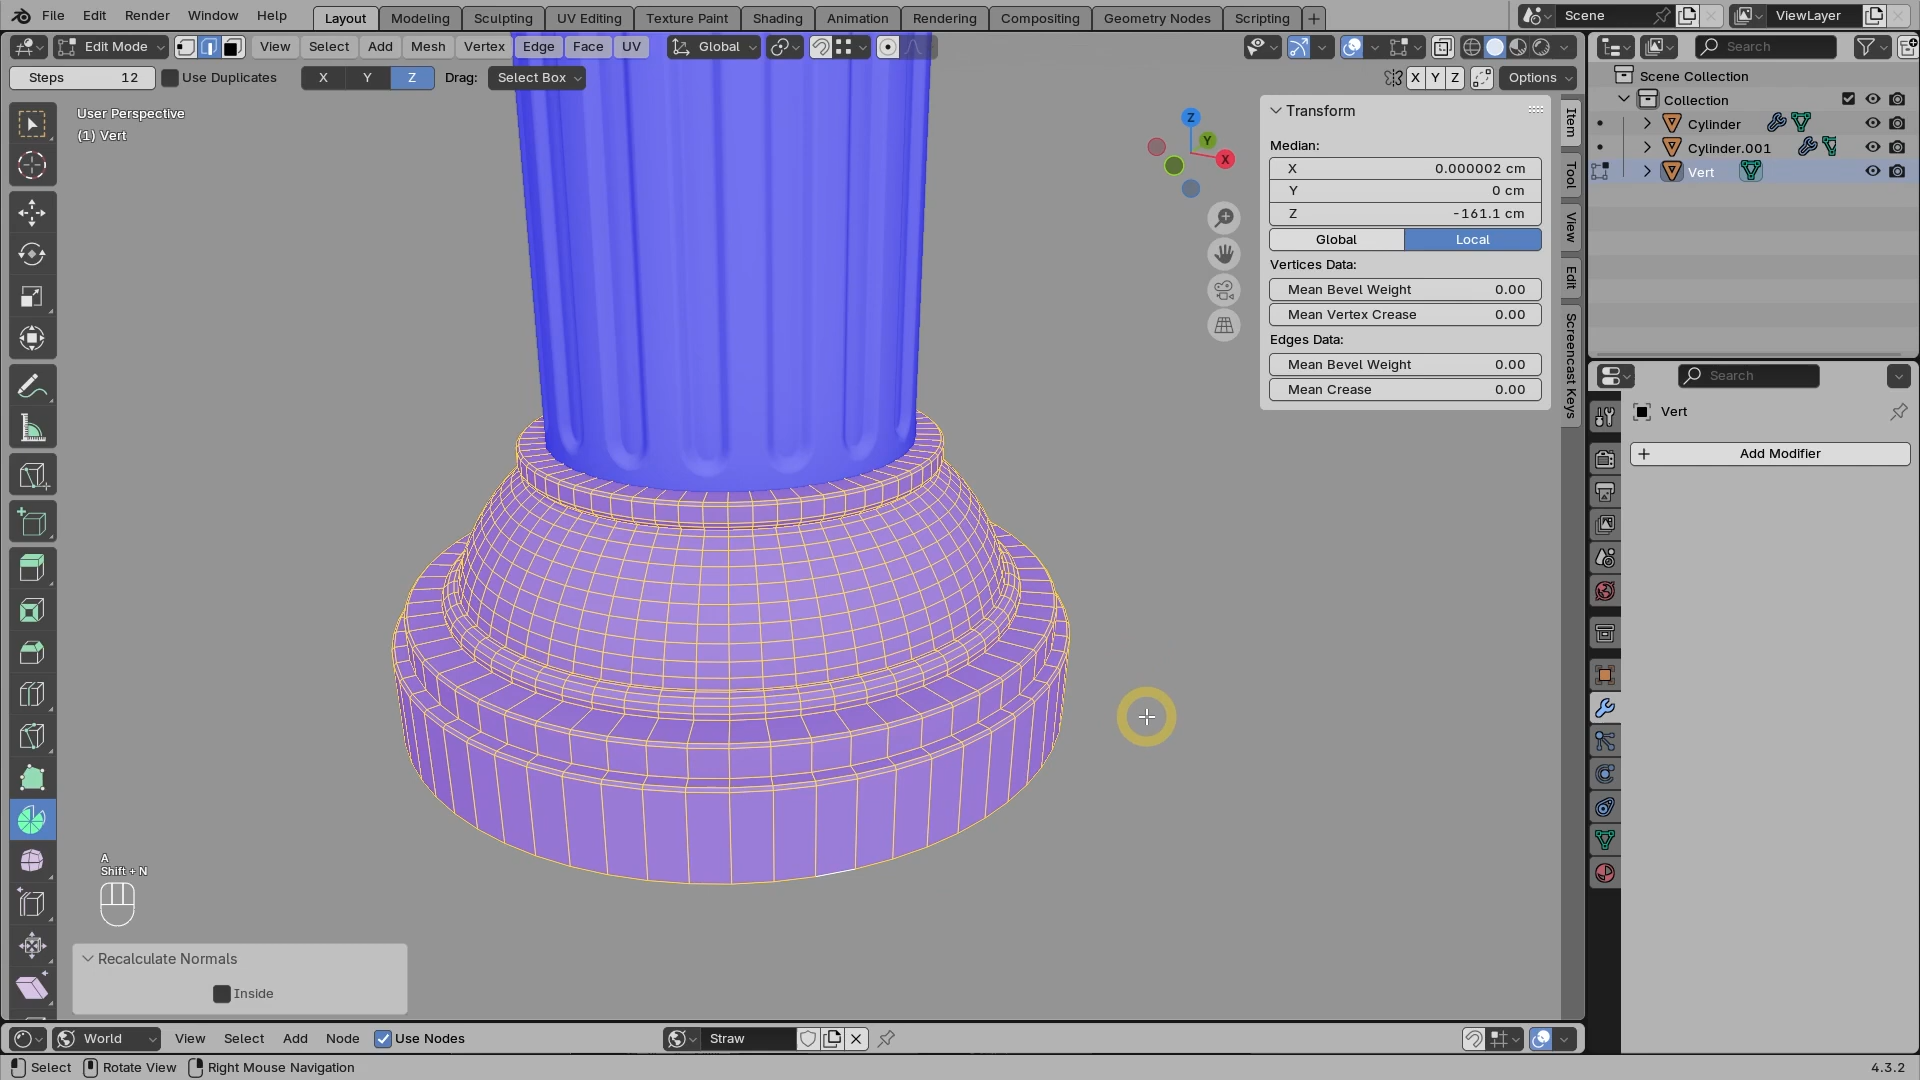 File Edit Render Window Help Layout Modeling Sculpting UV Editing Texture Paint Shading Animation Rendering Compositing Geometry Nodes Scripting + Scene ViewLayer
Edit Mode View Select Add Mesh Vertex Edge Face UV Global Search
Steps 12 Use Duplicates X Y Z Drag: Select Box X Y Z Options
Scene Collection
Collection
Cylinder
Cylinder.001
Vert
User Perspective
(1) Vert
Z
Y
X
Transform
Median:
X 0.000002 cm
Y 0 cm
Z -161.1 cm
Global Local
Vertices Data:
Mean Bevel Weight 0.00
Mean Vertex Crease 0.00
Edges Data:
Mean Bevel Weight 0.00
Mean Crease 0.00
Item
Tool
View
Edit
Screencast Keys
Search
Vert
+ Add Modifier
A
Shift + N
Recalculate Normals
Inside
World View Select Add Node Use Nodes Straw
Select Rotate View Right Mouse Navigation 4.3.2